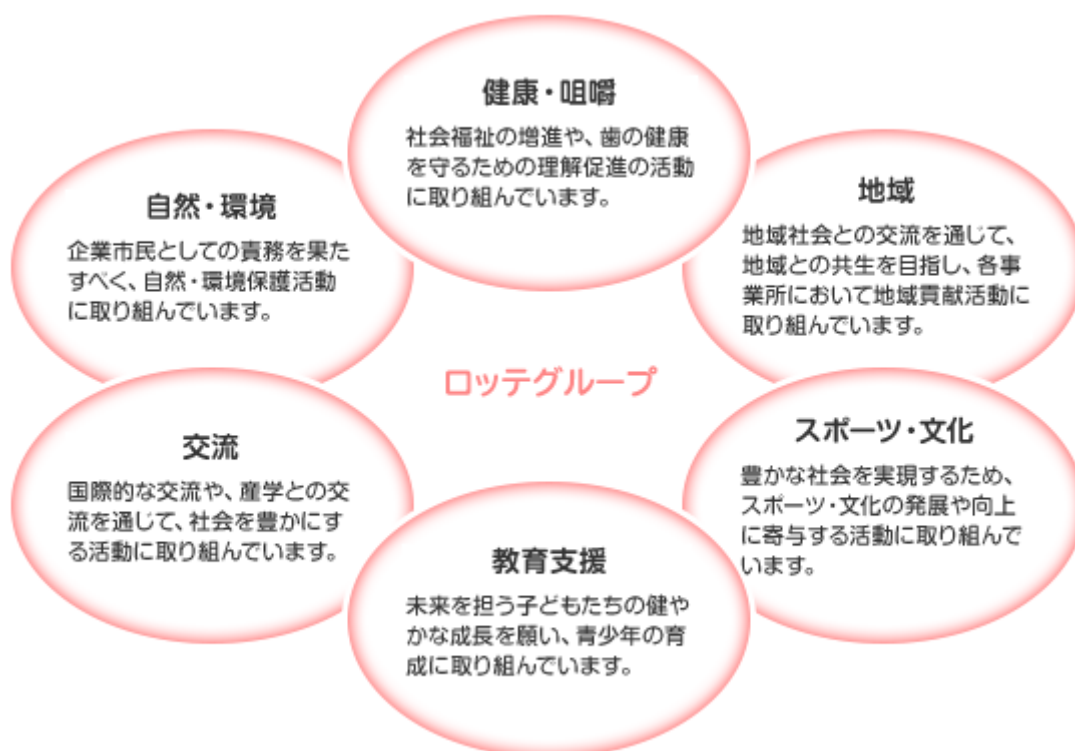 健康・咀嚼
社会福祉の増進や、歯の健康
を守るための理解促進の活動
に取り組んでいます。
自然・環境
企業市民としての責務を果た
すべく、自然・環境保護活動
に取り組んでいます。
地域
地域社会との交流を通じて、
地域との共生を目指し、各事
業所において地域貢献活動に
取り組んでいます。
ロッテグループ
交流
国際的な交流や、産学との交
流を通じて、社会を豊かにす
る活動に取り組んでいます。
スポーツ・文化
豊かな社会を実現するため、
スポーツ・文化の発展や向上
に寄与する活動に取り組んで
います。
教育支援
未来を担う子どもたちの健や
かな成長を願い、青少年の育
成に取り組んでいます。